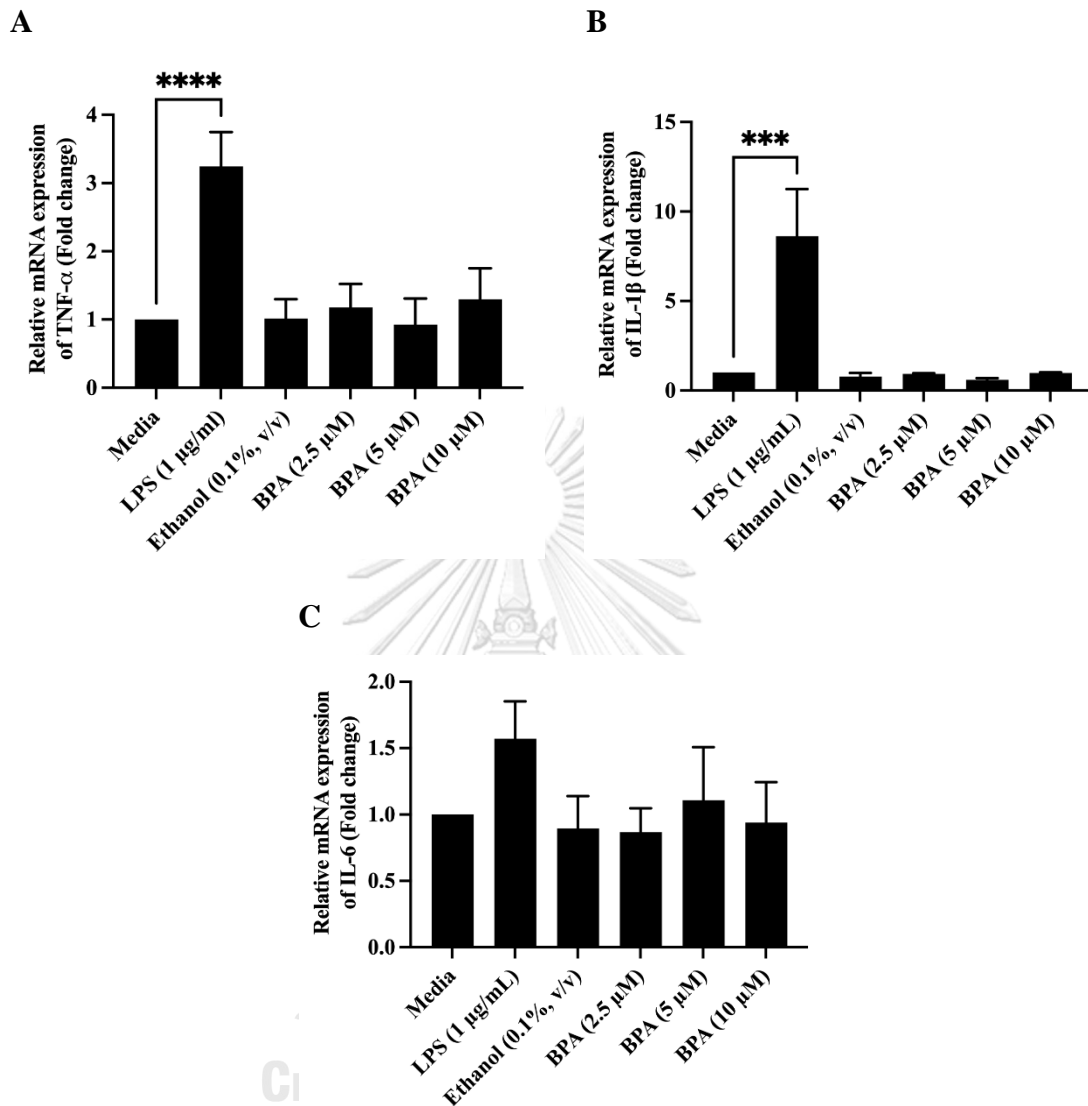 A
****
Relative mRNA expression
of TNF-α (Fold change)
4
3
2
1
0
Media
LPS (1 μg/ml)
Ethanol (0.1%, v/v)
BPA (2.5 μM)
BPA (5 μM)
BPA (10 μM)
B
***
Relative mRNA expression
of IL-1β (Fold change)
15
10
5
0
Media
LPS (1 μg/mL)
Ethanol (0.1%, v/v)
BPA (2.5 μM)
BPA (5 μM)
BPA (10 μM)
C
Relative mRNA expression
of IL-6 (Fold change)
2.0
1.5
1.0
0.5
0.0
Media
LPS (1 μg/mL)
Ethanol (0.1%, v/v)
BPA (2.5 μM)
BPA (5 μM)
BPA (10 μM)